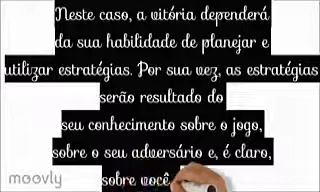 Neste caso, a vitória dependerá
da sua habilidade de planejar e
utilizar estratégias. Por sua vez, as estratégias
serão resultado do
seu conhecimento sobre o jogo,
sobre o seu adversário e, é claro,
sobre você
moovly